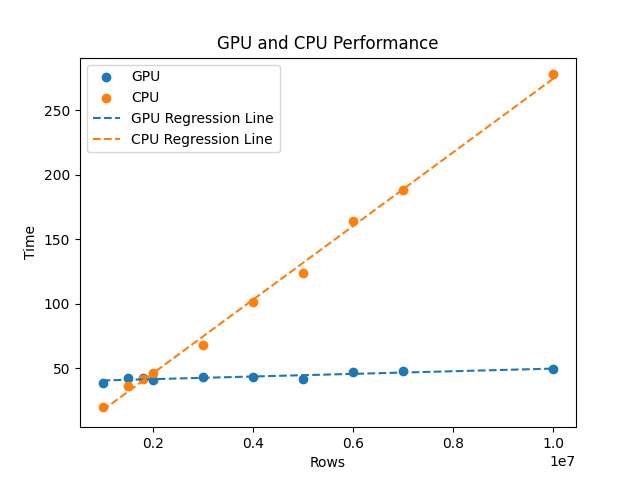 GPU and CPU Performance
GPU
CPU
GPU Regression Line
CPU Regression Line
Time
250
200
150
100
50
0.2
0.4
0.6
0.8
1.0
1e7
Rows